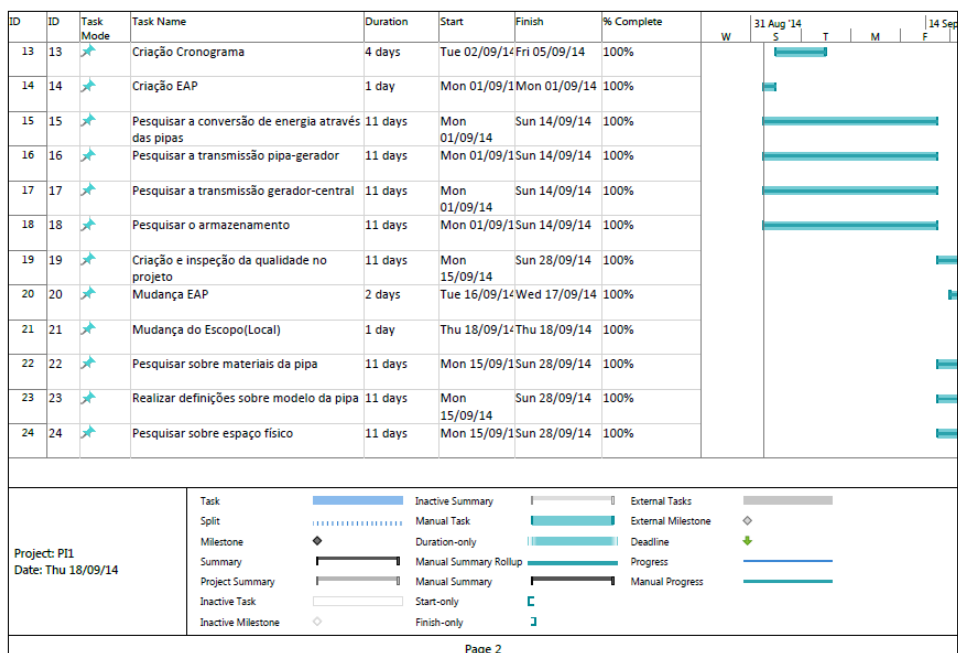 ID ID Task Mode Task Name Duration Start Finish % Complete 31 Aug '14 14 Sep
W S T M F
13 13 Criação Cronograma 4 days Tue 02/09/14 Fri 05/09/14 100%
14 14 Criação EAP 1 day Mon 01/09/1 Mon 01/09/14 100%
15 15 Pesquisar a conversão de energia através 11 days Mon Sun 14/09/14 100%
das pipas 01/09/14
16 16 Pesquisar a transmissão pipa-gerador 11 days Mon 01/09/1 Sun 14/09/14 100%
17 17 Pesquisar a transmissão gerador-central 11 days Mon Sun 14/09/14 100%
01/09/14
18 18 Pesquisar o armazenamento 11 days Mon 01/09/1 Sun 14/09/14 100%
19 19 Criação e inspeção da qualidade no 11 days Mon Sun 28/09/14 100%
projeto 15/09/14
20 20 Mudança EAP 2 days Tue 16/09/14 Wed 17/09/14 100%
21 21 Mudança do Escopo(Local) 1 day Thu 18/09/14 Thu 18/09/14 100%
22 22 Pesquisar sobre materiais da pipa 11 days Mon 15/09/1 Sun 28/09/14 100%
23 23 Realizar definições sobre modelo da pipa 11 days Mon Sun 28/09/14 100%
15/09/14
24 24 Pesquisar sobre espaço físico 11 days Mon 15/09/1 Sun 28/09/14 100%
Project: PI1
Date: Thu 18/09/14
Task Inactive Summary External Tasks
Split Manual Task External Milestone
Milestone Duration-only Deadline
Summary Manual Summary Rollup Progress
Project Summary Manual Summary Manual Progress
Inactive Task Start-only
Inactive Milestone Finish-only
Page 2